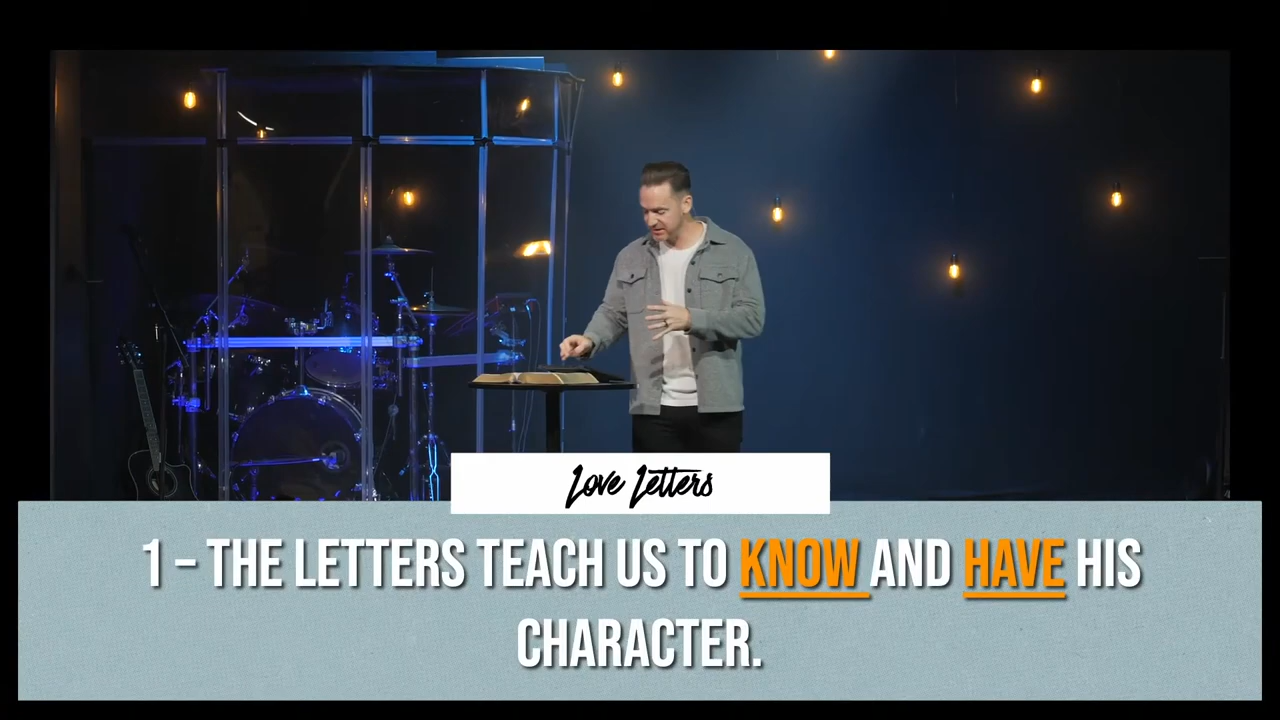 Love Letters
1 – THE LETTERS TEACH US TO KNOW AND HAVE HIS
CHARACTER.